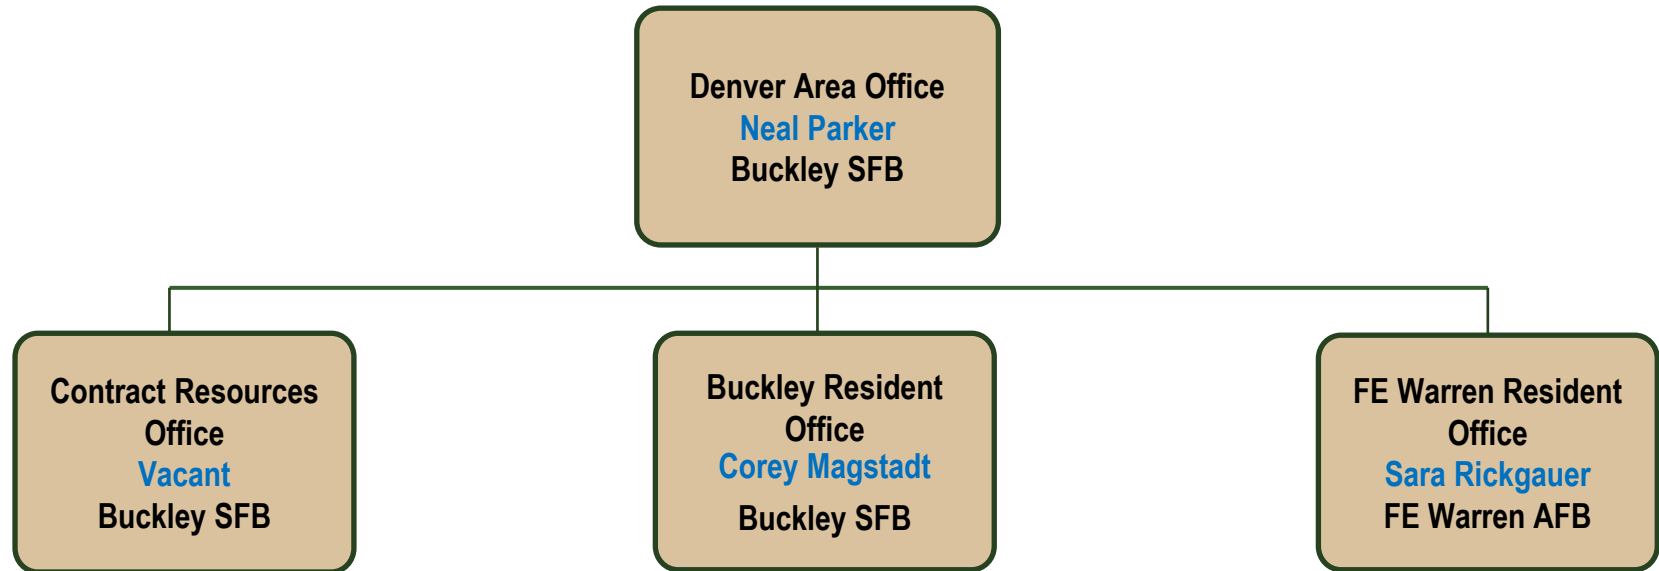 Denver Area Office
Neal Parker
Buckley SFB
Contract Resources
Office
Vacant
Buckley SFB
Buckley Resident
Office
Corey Magstadt
Buckley SFB
FE Warren Resident
Office
Sara Rickgauer
FE Warren AFB